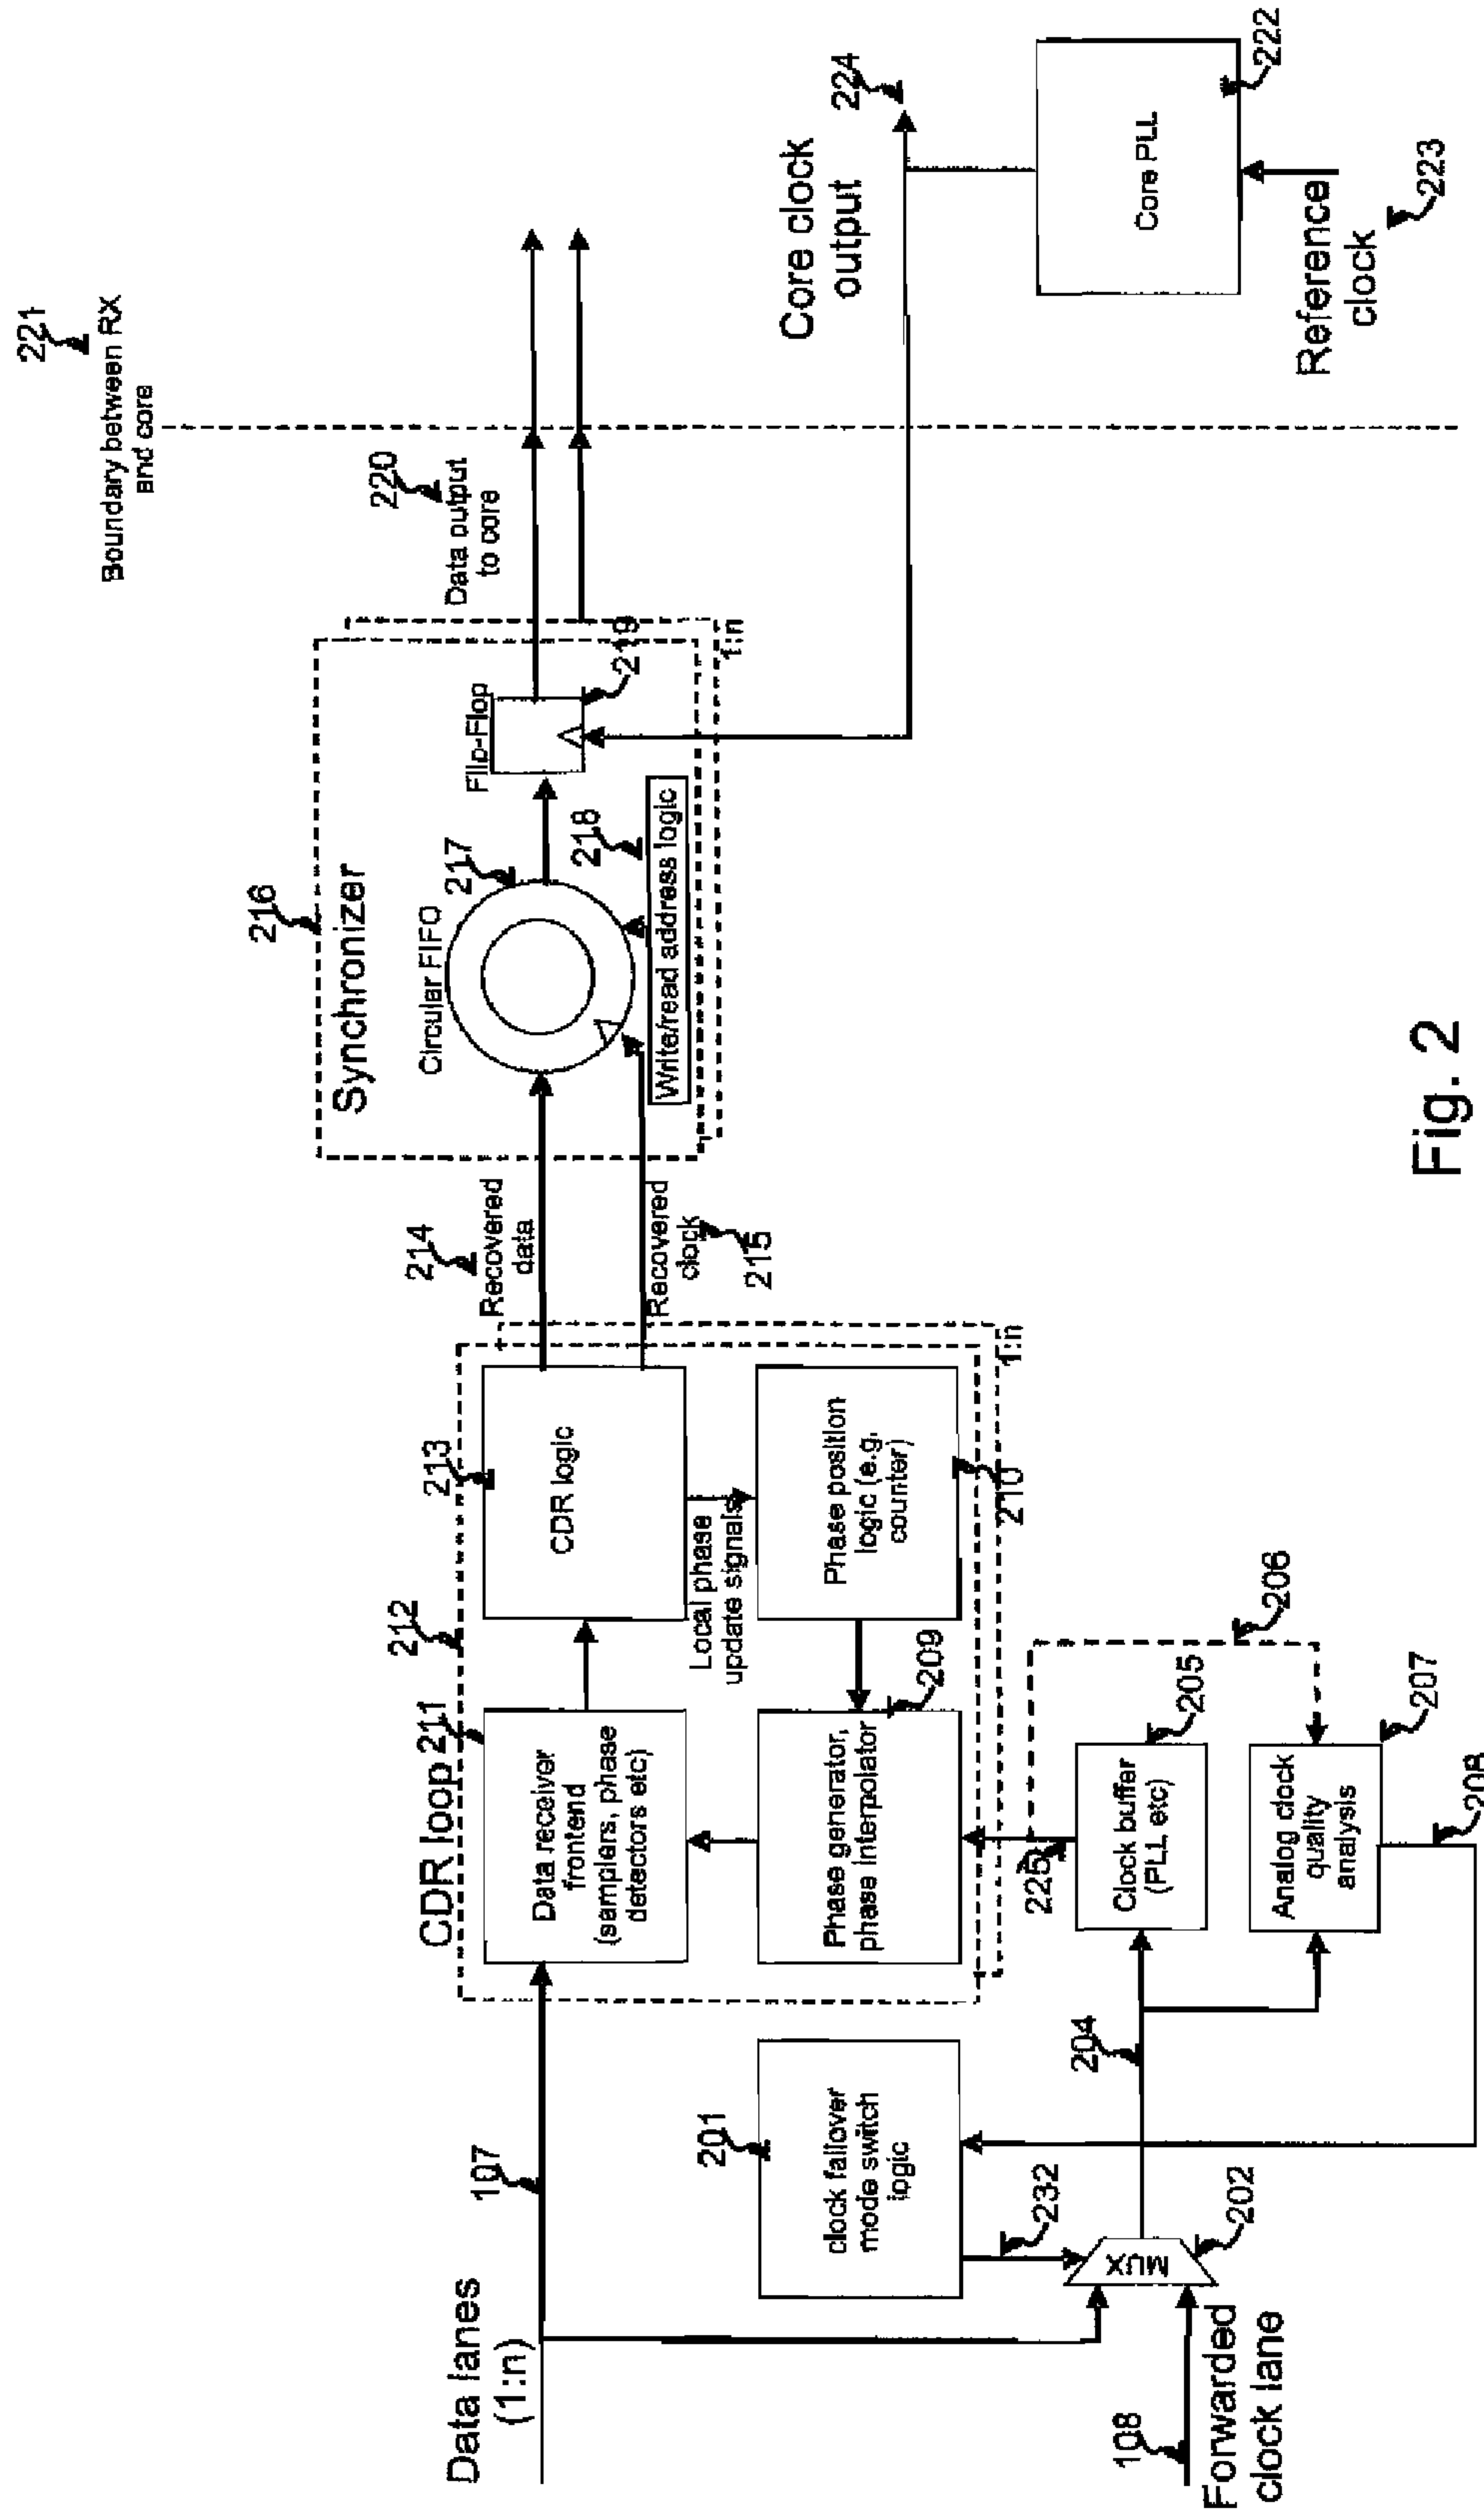 Data lanes
(1:n)
107
108
Forwarded
clock lane
201
clock failover
mode switch
logic
232
MUX
202
204
CDR loop
211
212
Data receiver
frontend
(samplers, phase
detectors etc)
213
CDR logic
Local phase
update signals
Phase generator,
phase interpolator
209
Phase position
logic (e.g.
counter)
210
1:n
225
Clock buffer
(PLL etc)
205
206
Analog clock
quality
analysis
207
208
214
Recovered
data
Recovered
clock
215
216
Synchronizer
Circular FIFO
217
218
Write/read address logic
Flip-Flop
219
1:n
220
Data output
to core
221
Boundary between RX
and core
Core clock
output
224
Core PLL
222
Reference
clock
223
Fig. 2